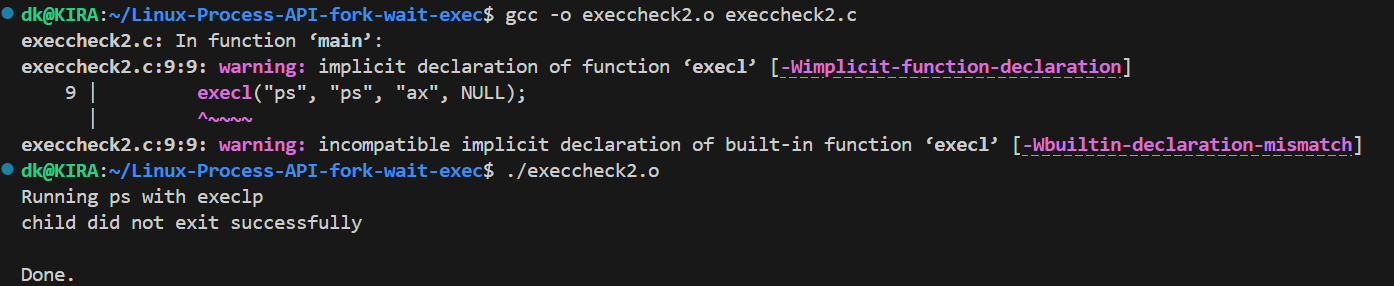 dk@KIRA:~/Linux-Process-API-fork-wait-exec$ gcc -o execcheck2.o execcheck2.c
execcheck2.c: In function ‘main’:
execcheck2.c:9:9: warning: implicit declaration of function ‘execl’ [-Wimplicit-function-declaration]
    9 |         execl("ps", "ps", "ax", NULL);
      |         ^~~~~
execcheck2.c:9:9: warning: incompatible implicit declaration of built-in function ‘execl’ [-Wbuiltin-declaration-mismatch]
dk@KIRA:~/Linux-Process-API-fork-wait-exec$ ./execcheck2.o
Running ps with execlp
child did not exit successfully
Done.